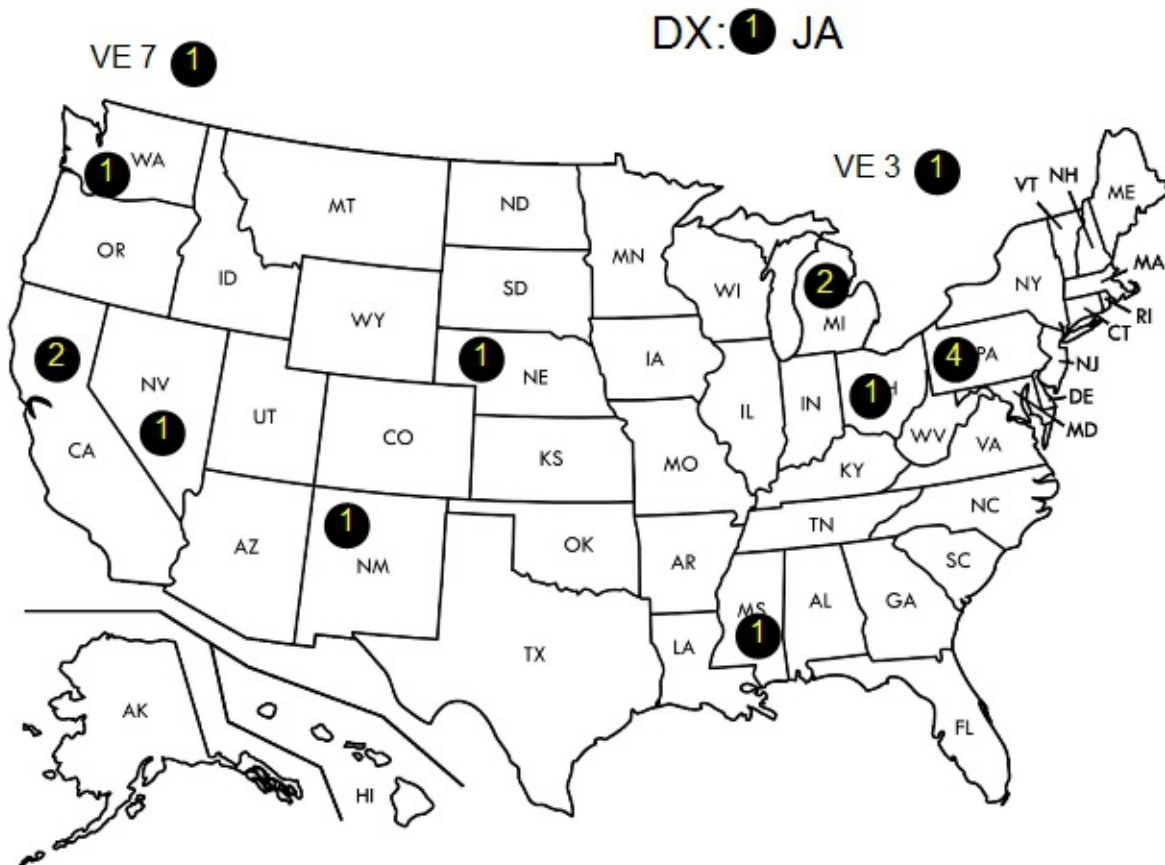 DX: 1 JA
VE 7 1
VE 3 1
WA
1
MT
ND
MN
VT
NH
ME
OR
ID
SD
WI
2
MI
NY
MA
RI
CT
WY
2
1
NE
IA
4
PA
NJ
NV
1
UT
CO
IL
IN
1
H
DE
MD
WV
VA
CA
KS
MO
KY
NC
TN
1
NM
AZ
OK
AR
SC
MS
1
AL
GA
TX
LA
FL
AK
HI